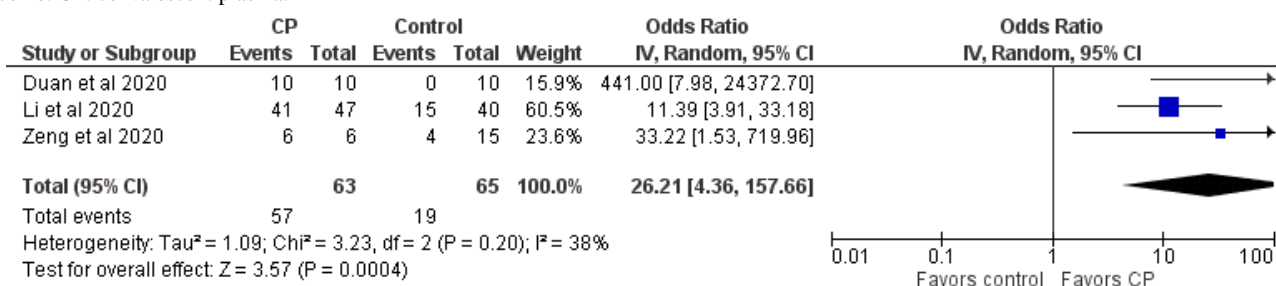 CP Control Odds Ratio Odds Ratio
Study or Subgroup Events Total Events Total Weight IV, Random, 95% CI IV, Random, 95% CI
Duan et al 2020 10 10 0 10 15.9% 441.00 [7.98, 24372.70]
Li et al 2020 41 47 15 40 60.5% 11.39 [3.91, 33.18]
Zeng et al 2020 6 6 4 15 23.6% 33.22 [1.53, 719.96]
Total (95% CI) 63 65 100.0% 26.21 [4.36, 157.66]
Total events 57 19
Heterogeneity: Tau² = 1.09; Chi² = 3.23, df = 2 (P = 0.20); I² = 38%
Test for overall effect: Z = 3.57 (P = 0.0004)
0.01 0.1 1 10 100
Favors control Favors CP